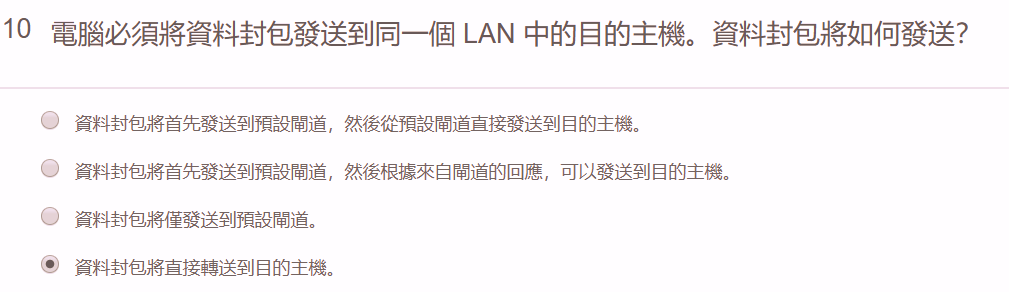 10 電腦必須將資料封包發送到同一個 LAN 中的目的主機。資料封包將如何發送?
資料封包將首先發送到預設閘道，然後從預設閘道直接發送到目的主機。
資料封包將首先發送到預設閘道，然後根據來自閘道的回應，可以發送到目的主機。
資料封包將僅發送到預設閘道。
資料封包將直接轉送到目的主機。